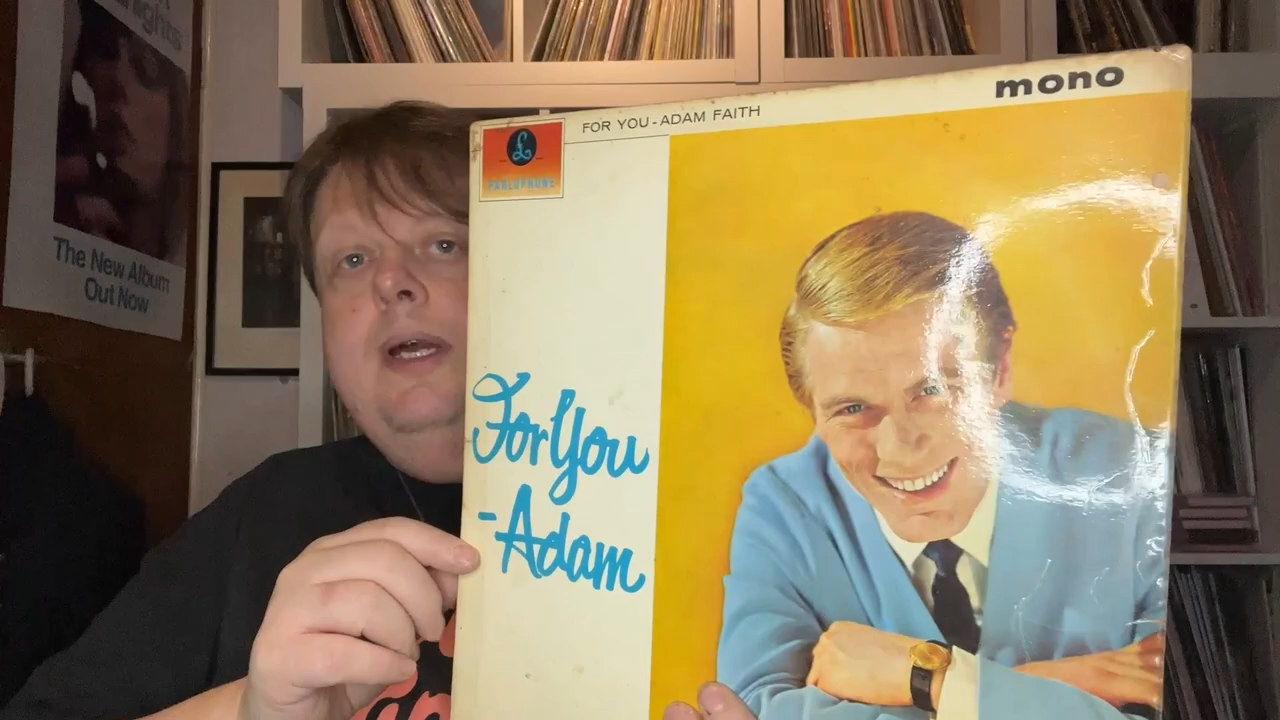 mono
FOR YOU - ADAM FAITH
£
PARLOPHONE
For You
-Adam
The New Album
Out Now